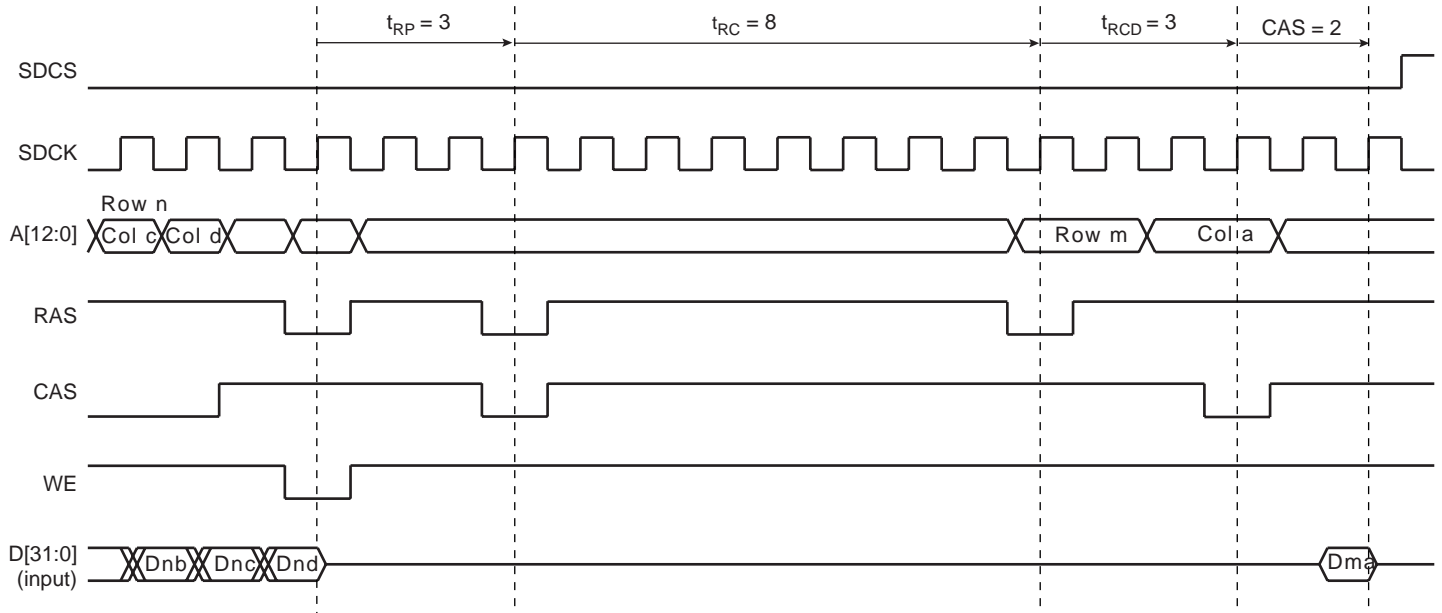 tRP = 3
tRC = 8
tRCD = 3
CAS = 2
SDCS
SDCK
Row n
A[12:0]
Col c
Col d
Row m
Col a
RAS
CAS
WE
D[31:0]
(input)
Dnb
Dnc
Dnd
Dma